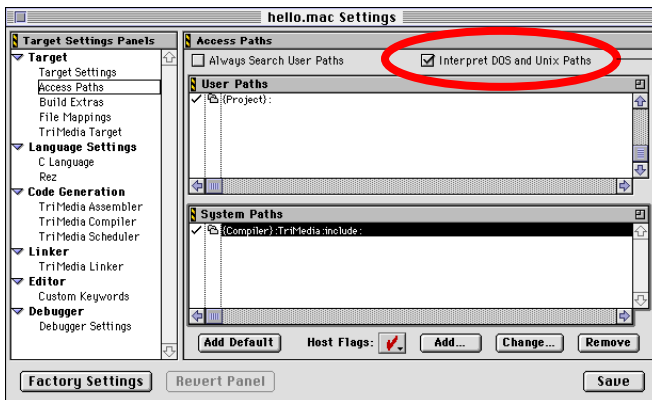 hello.mac Settings
Target Settings Panels
Target
Target Settings
Access Paths
Build Extras
File Mappings
TriMedia Target
Language Settings
C Language
Rez
Code Generation
TriMedia Assembler
TriMedia Compiler
TriMedia Scheduler
Linker
TriMedia Linker
Editor
Custom Keywords
Debugger
Debugger Settings
Access Paths
Always Search User Paths
Interpret DOS and Unix Paths
User Paths
{Project}:
System Paths
{Compiler}:TriMedia:include:
Add Default
Host Flags:
Add...
Change...
Remove
Factory Settings
Revert Panel
Save